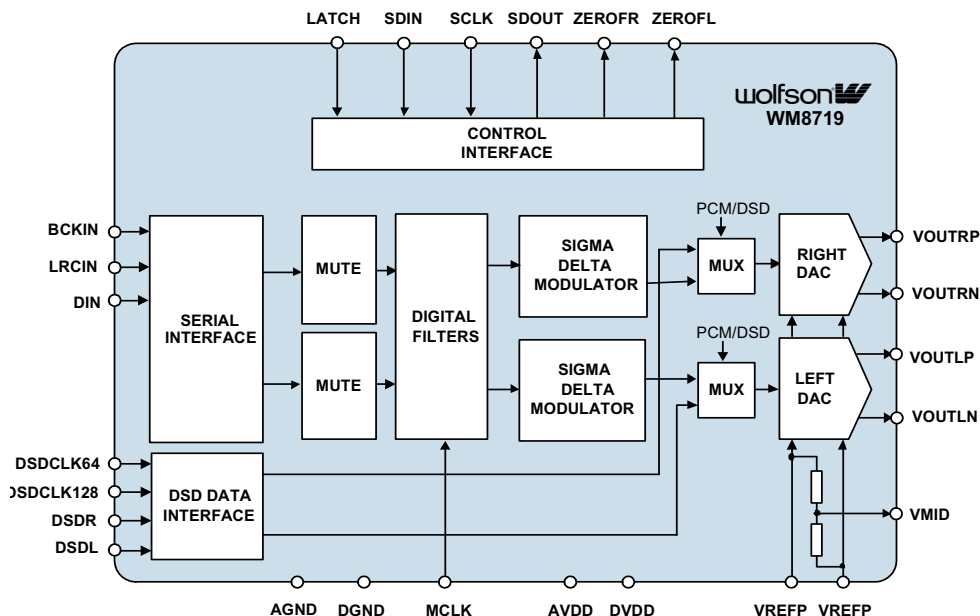 LATCH SDIN SCLK SDOUT ZEROFR ZEROFL
wolfson
WM8719
CONTROL
INTERFACE
BCKIN
LRCIN
DIN
SERIAL
INTERFACE
MUTE
MUTE
DIGITAL
FILTERS
SIGMA
DELTA
MODULATOR
SIGMA
DELTA
MODULATOR
PCM/DSD
MUX
PCM/DSD
MUX
RIGHT
DAC
LEFT
DAC
VOUTRP
VOUTRN
VOUTLP
VOUTLN
VMID
DSDCLK64
DSDCLK128
DSDR
DSDL
DSD DATA
INTERFACE
AGND DGND MCLK AVDD DVDD VREFP VREFP